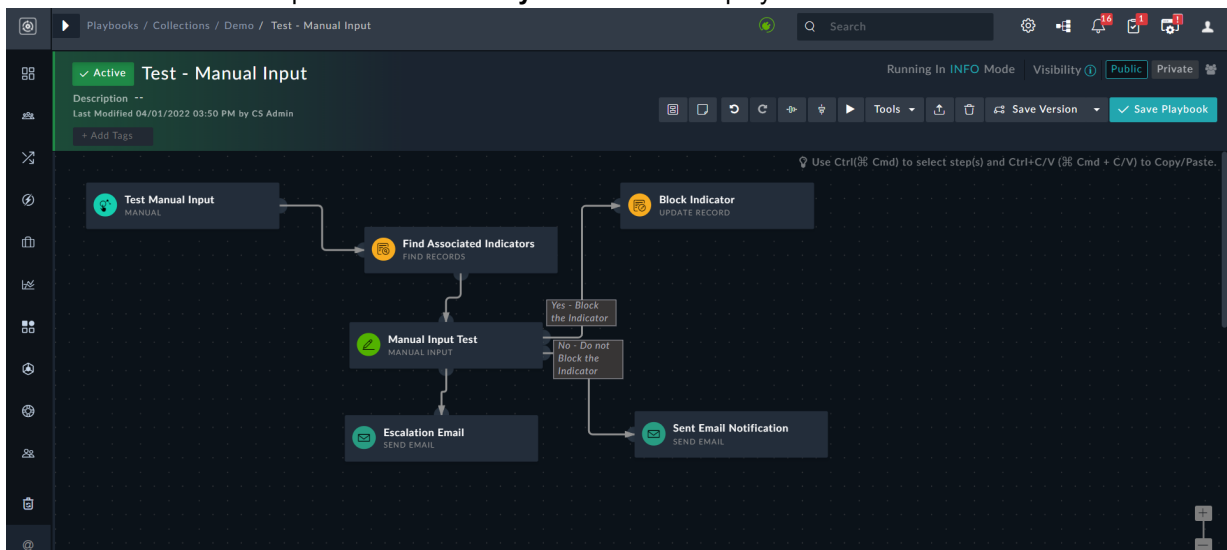 Playbooks / Collections / Demo / Test - Manual Input
Search
16
1
!
Active Test - Manual Input
Running In INFO Mode Visibility Public Private
Description --
Last Modified 04/01/2022 03:50 PM by CS Admin
Tools Save Version Save Playbook
+ Add Tags
Use Ctrl(⌘ Cmd) to select step(s) and Ctrl+C/V (⌘ Cmd + C/V) to Copy/Paste.
Test Manual Input
MANUAL
Block Indicator
UPDATE RECORD
Find Associated Indicators
FIND RECORDS
Yes - Block
the Indicator
Manual Input Test
MANUAL INPUT
No - Do not
Block the
Indicator
Escalation Email
SEND EMAIL
Sent Email Notification
SEND EMAIL